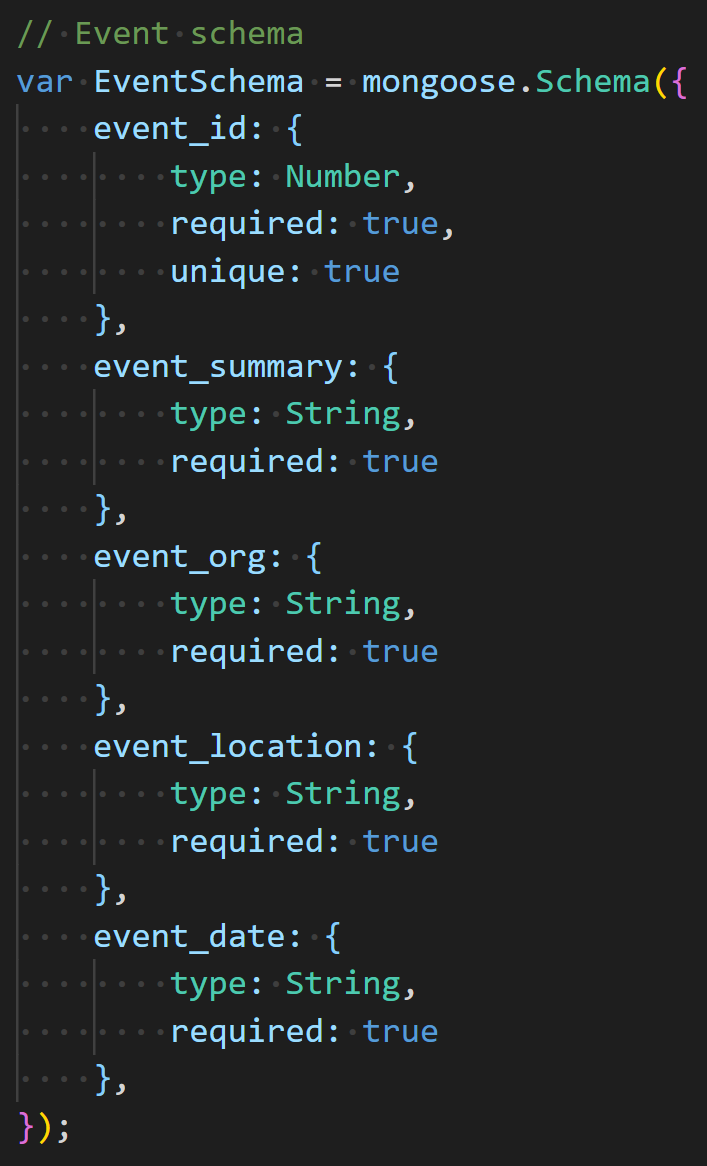 // Event schema
var EventSchema = mongoose.Schema({
    event_id: {
        type: Number,
        required: true,
        unique: true
    },
    event_summary: {
        type: String,
        required: true
    },
    event_org: {
        type: String,
        required: true
    },
    event_location: {
        type: String,
        required: true
    },
    event_date: {
        type: String,
        required: true
    },
});